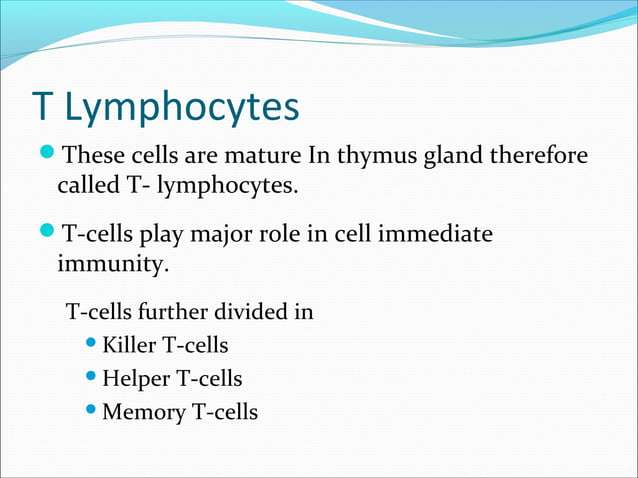 T Lymphocytes
These cells are mature In thymus gland therefore
called T- lymphocytes.
T-cells play major role in cell immediate
immunity.
T-cells further divided in
Killer T-cells
Helper T-cells
Memory T-cells